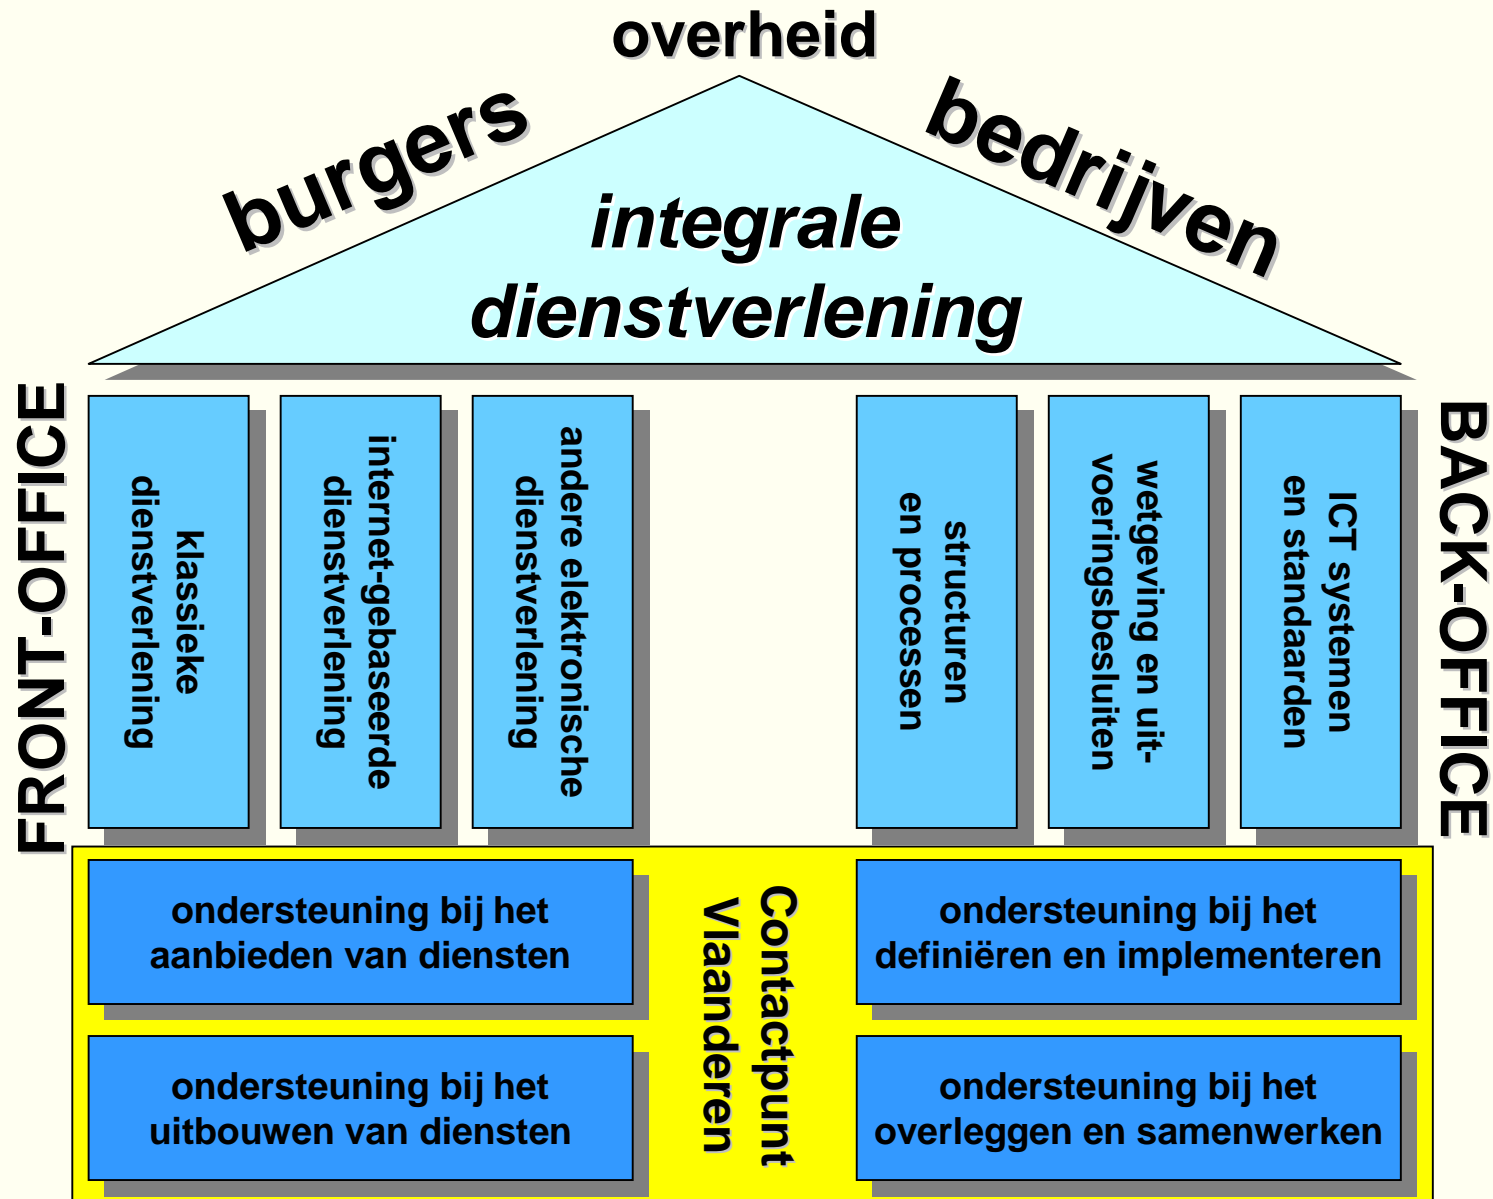 overheid
burgers
bedrijven
integrale
dienstverlening
FRONT-OFFICE
klassieke
dienstverlening
internet-gebaseerde
dienstverlening
andere elektronische
dienstverlening
structuren
en processen
wetgeving en uit-
voeringsbesluiten
ICT systemen
en standaarden
BACK-OFFICE
ondersteuning bij het
aanbieden van diensten
ondersteuning bij het
uitbouwen van diensten
Contactpunt
Vlaanderen
ondersteuning bij het
definiëren en implementeren
ondersteuning bij het
overleggen en samenwerken